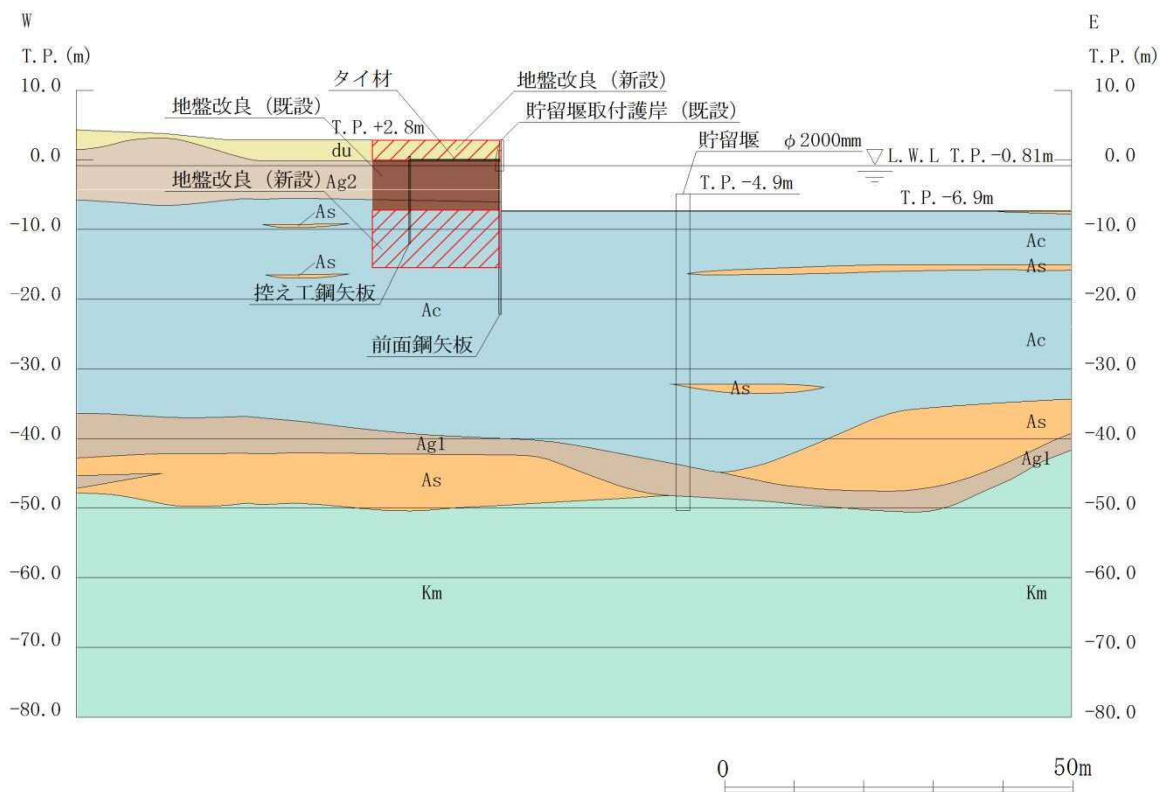 W
E
T.P.(m)
T.P.(m)
10.0
10.0
タイ材
地盤改良（新設）
地盤改良（既設）
T.P.+2.8m
貯留堰取付護岸（既設）
貯留堰 φ2000mm
du
0.0
L.W.L T.P.-0.81m
0.0
地盤改良（新設）
Ag2
T.P.-4.9m
T.P.-6.9m
As
-10.0
-10.0
Ac
As
As
控え工鋼矢板
-20.0
-20.0
Ac
前面鋼矢板
Ac
-30.0
-30.0
As
As
-40.0
-40.0
Ag1
Ag1
As
-50.0
-50.0
-60.0
-60.0
Km
Km
-70.0
-70.0
-80.0
-80.0
0
50m